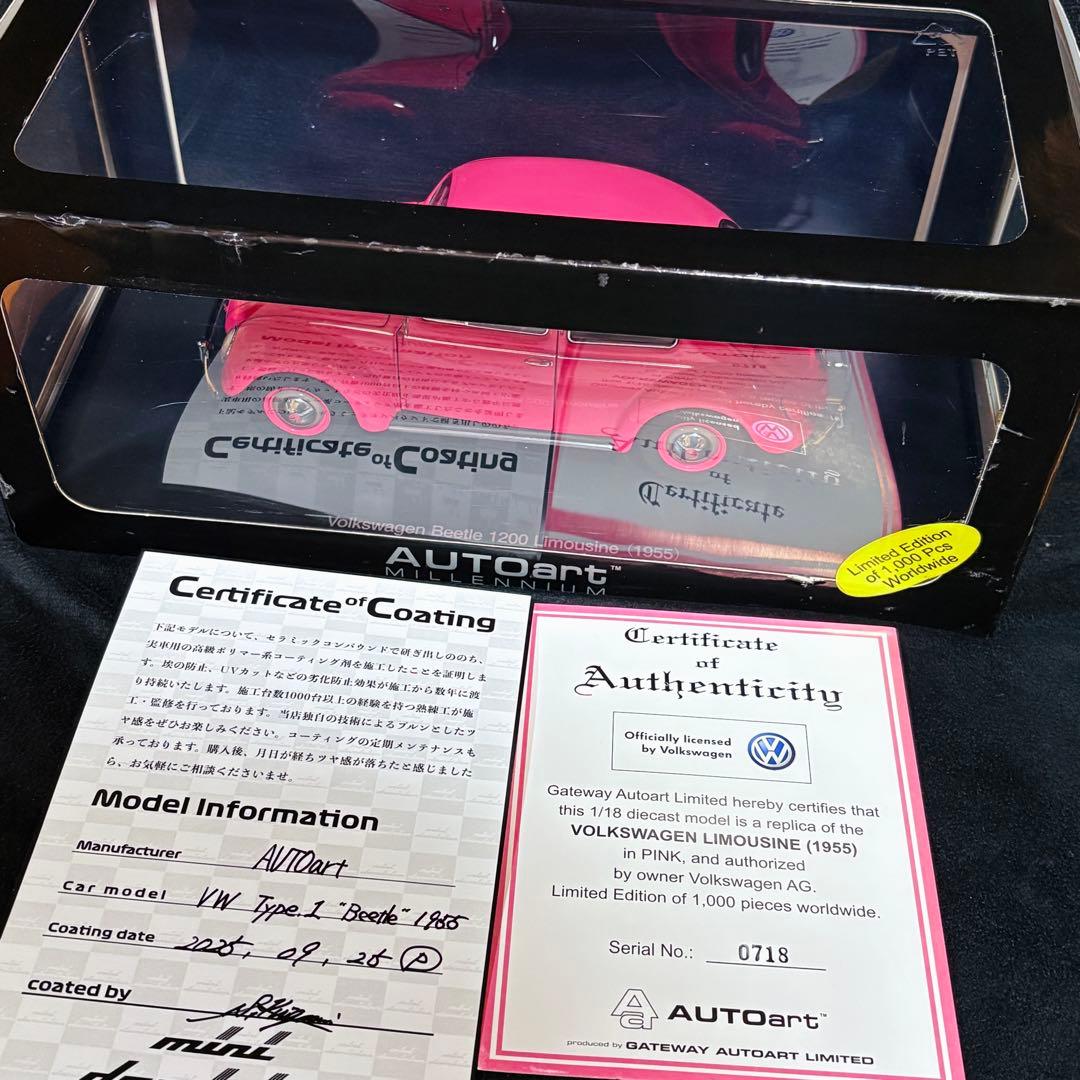 PET
Certificate of Coating
Certificate
of
Volkswagen Beetle 1200 Limousine (1955)
AUTOart™
MILLENNIUM
Limited Edition
of 1,000 Pcs
Worldwide
Certificate of Coating
下記モデルについて、セラミックコンパウンドで研ぎ出しののち、
実車用の高級ポリマー系コーティング剤を施工したことを証明しま
す。埃の防止、UVカットなどの劣化防止効果が施工から数年に渡
り持続いたします。施工台数1000台以上の経験を持つ熟練工が施
工・監修を行っております。当店独自の技術によるプルンとしたツ
ヤ感をぜひお楽しみください。コーティングの定期メンテナンスも
承っております。購入後、月日が経ちツヤ感が落ちたと感じました
ら、お気軽にご相談くださいませ。
Model Information
Manufacturer AUTOart
Car model VW Type.1 "Beetle" 1955
Coating date 2025, 09, 25 P
coated by
mini
Certificate
of
Authenticity
Officially licensed
by Volkswagen
Gateway Autoart Limited hereby certifies that
this 1/18 diecast model is a replica of the
VOLKSWAGEN LIMOUSINE (1955)
in PINK, and authorized
by owner Volkswagen AG.
Limited Edition of 1,000 pieces worldwide.
Serial No.: 0718
AUTOart™
produced by GATEWAY AUTOART LIMITED